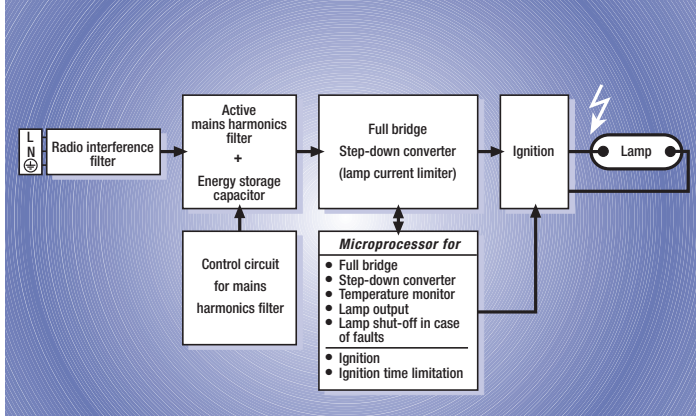 L
N
Radio interference
filter
Active
mains harmonics
filter
+
Energy storage
capacitor
Full bridge
Step-down converter
(lamp current limiter)
Ignition
Lamp
Control circuit
for mains
harmonics filter
Microprocessor for
• Full bridge
• Step-down converter
• Temperature monitor
• Lamp output
• Lamp shut-off in case
of faults
• Ignition
• Ignition time limitation